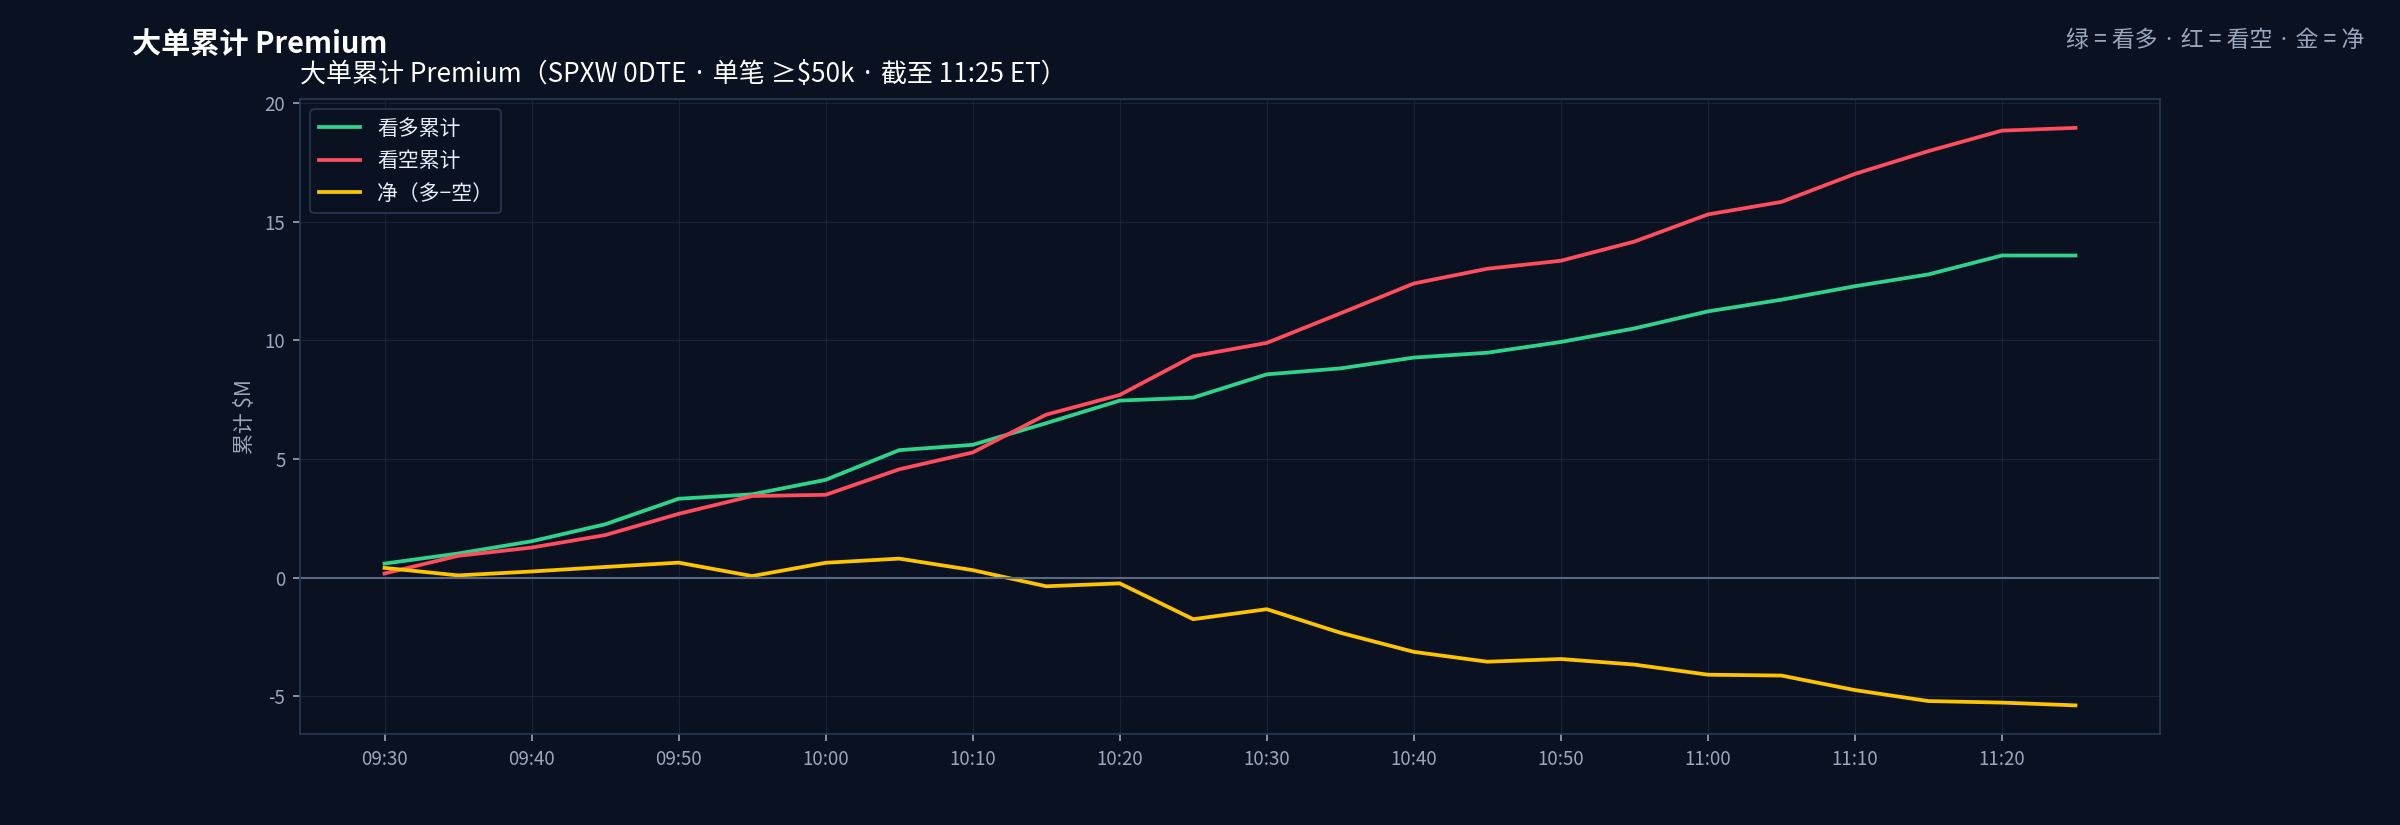 大单累计 Premium
绿 = 看多 · 红 = 看空 · 金 = 净
大单累计 Premium（SPXW 0DTE · 单笔 ≥$50k · 截至 11:25 ET）
看多累计
看空累计
净（多−空）
累计 $M
20
15
10
5
0
-5
09:30 09:40 09:50 10:00 10:10 10:20 10:30 10:40 10:50 11:00 11:10 11:20